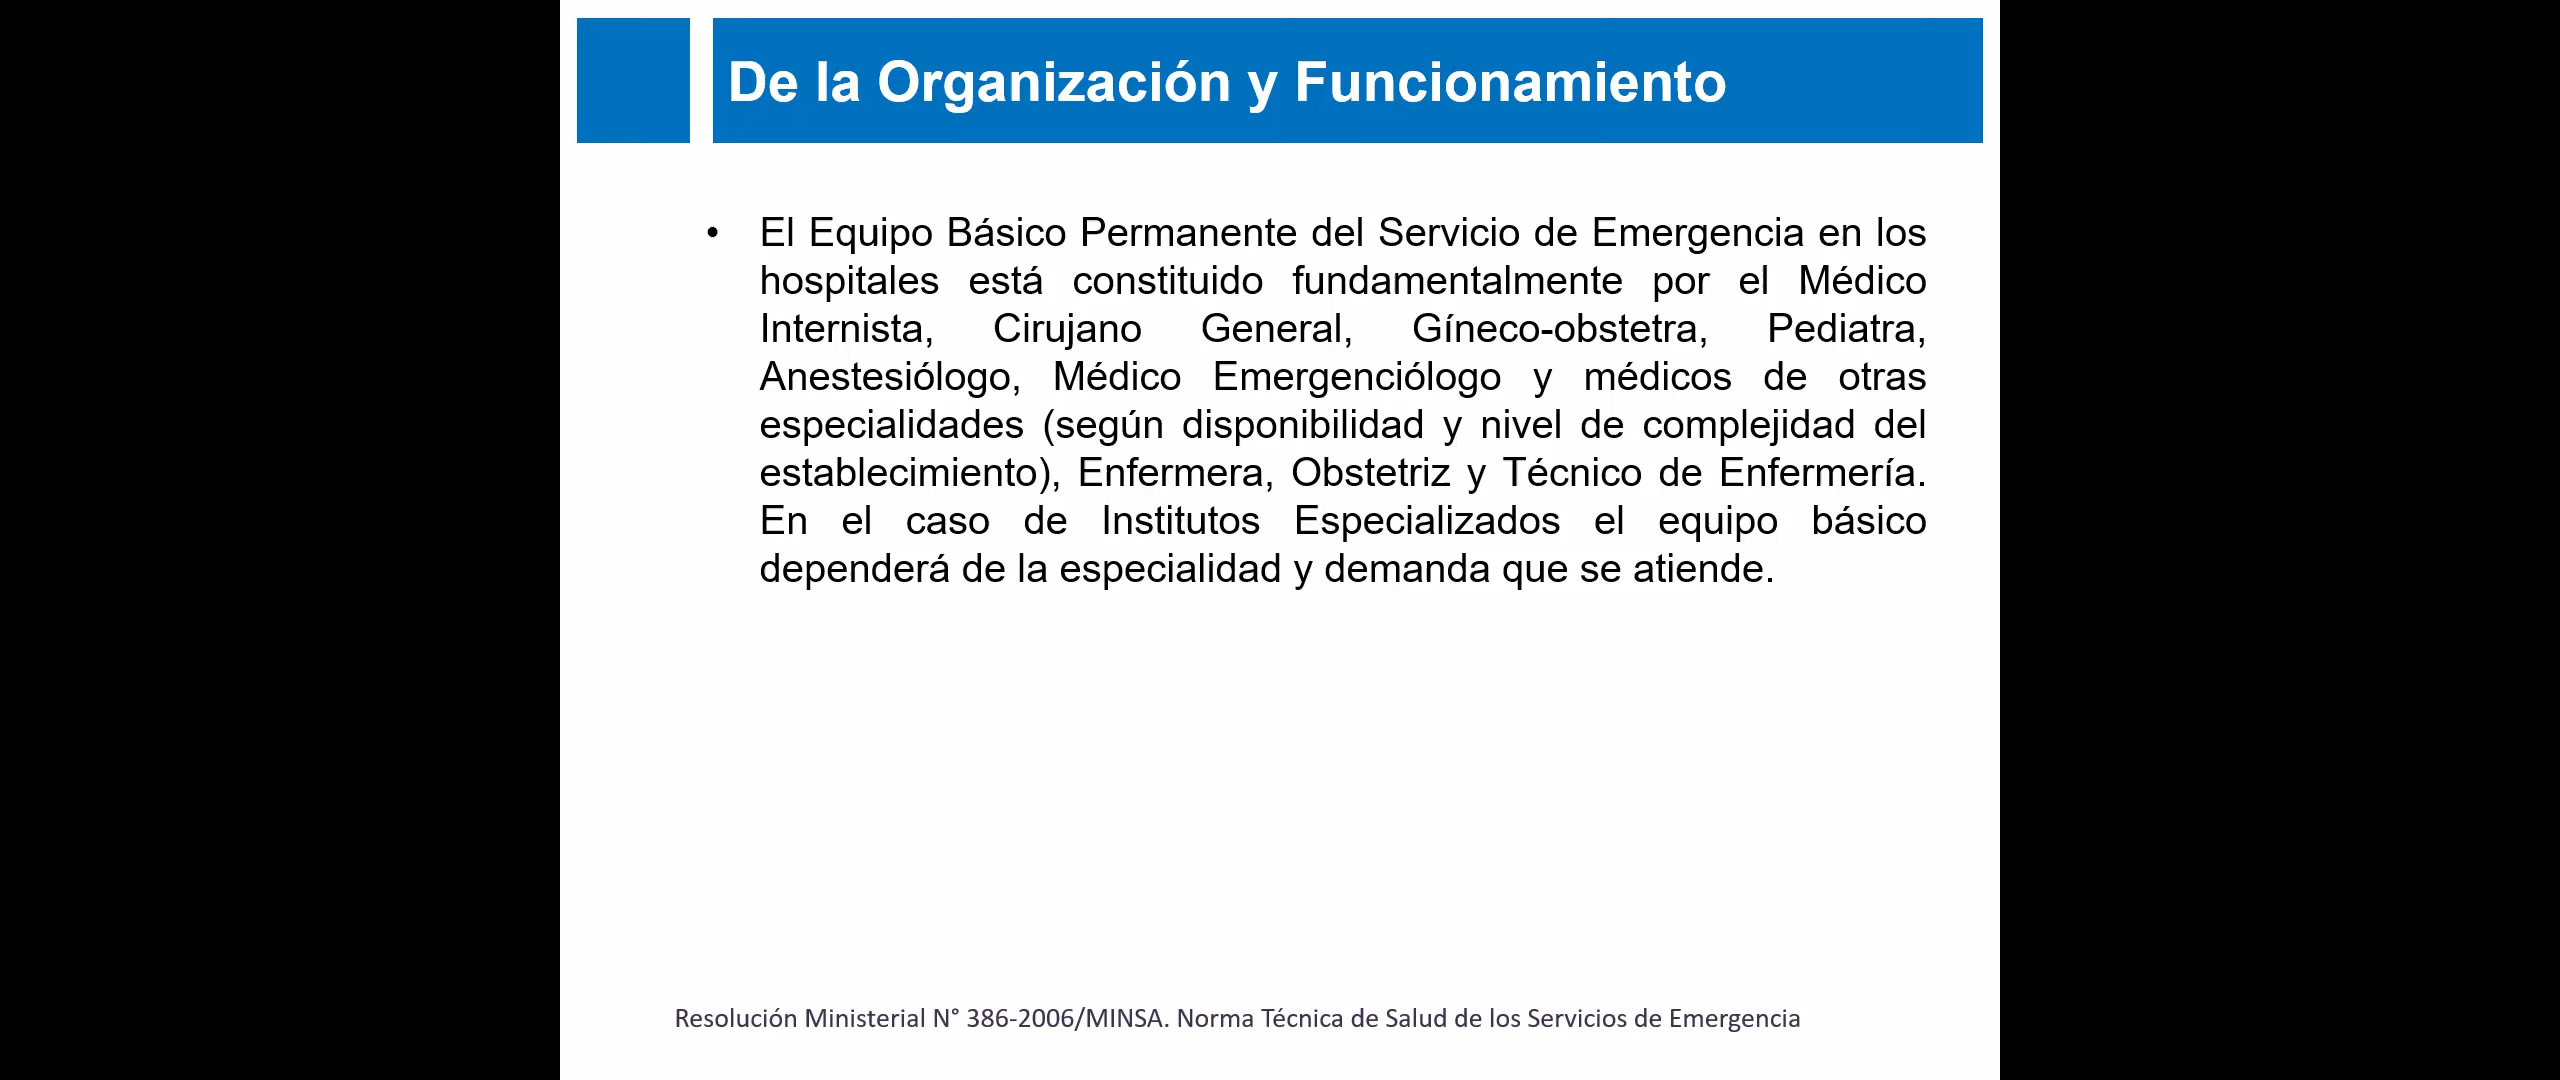 De la Organización y Funcionamiento
• El Equipo Básico Permanente del Servicio de Emergencia en los
hospitales está constituido fundamentalmente por el Médico
Internista, Cirujano General, Gíneco-obstetra, Pediatra,
Anestesiólogo, Médico Emergenciólogo y médicos de otras
especialidades (según disponibilidad y nivel de complejidad del
establecimiento), Enfermera, Obstetriz y Técnico de Enfermería.
En el caso de Institutos Especializados el equipo básico
dependerá de la especialidad y demanda que se atiende.
Resolución Ministerial N° 386-2006/MINSA. Norma Técnica de Salud de los Servicios de Emergencia